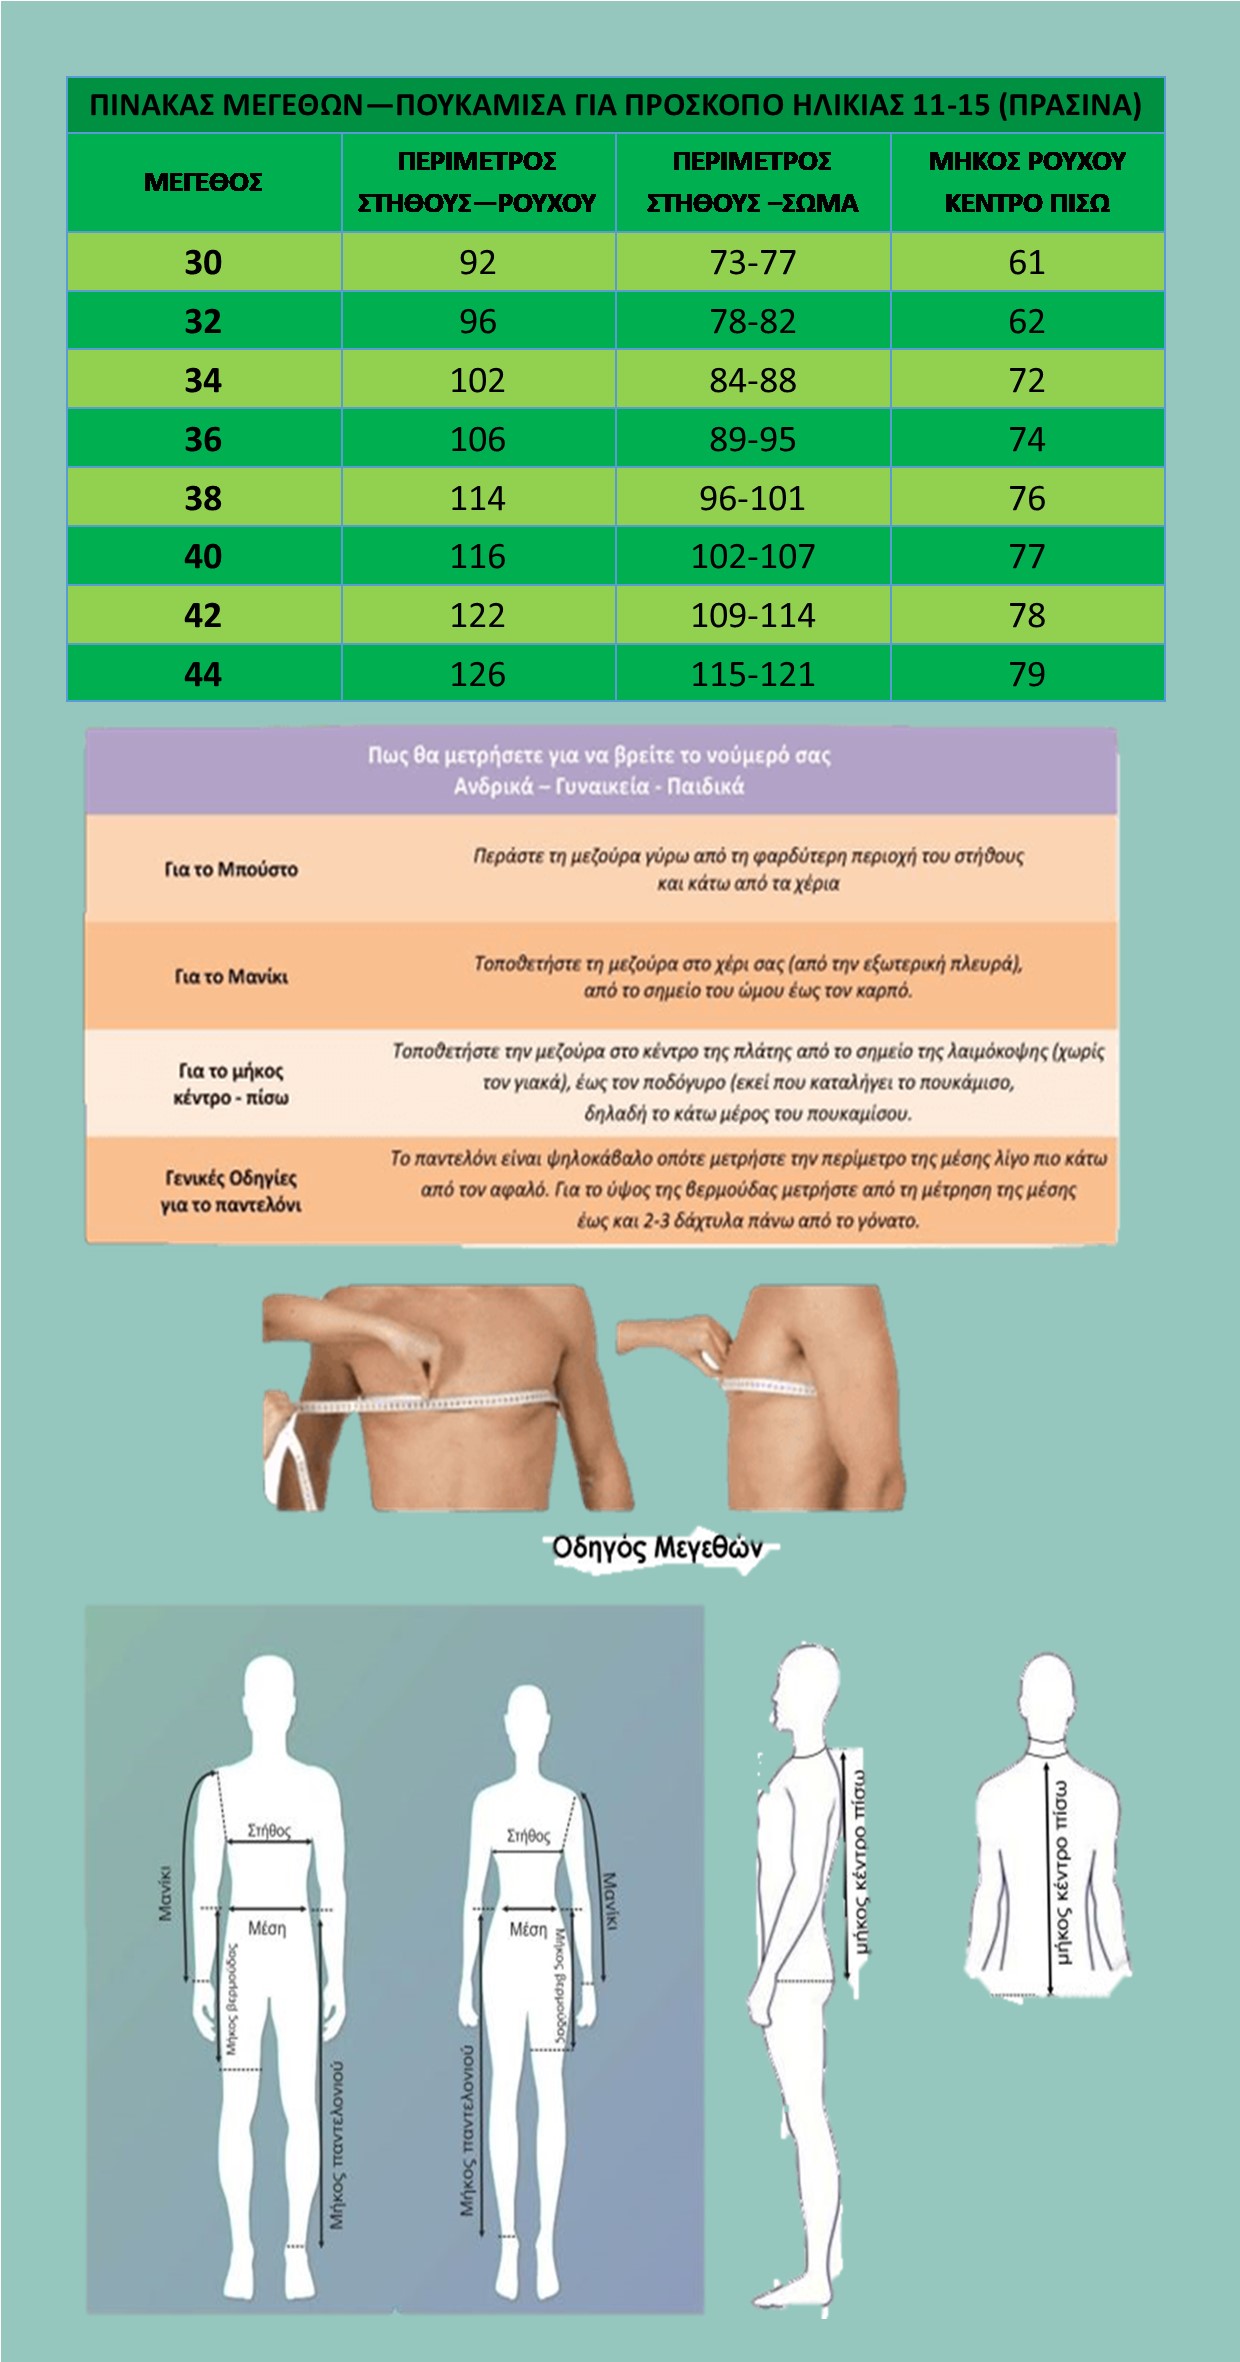 ΠΙΝΑΚΑΣ ΜΕΓΕΘΩΝ—ΠΟΥΚΑΜΙΣΑ ΓΙΑ ΠΡΟΣΚΟΠΟ ΗΛΙΚΙΑΣ 11-15 (ΠΡΑΣΙΝΑ)
ΜΕΓΕΘΟΣ
ΠΕΡΙΜΕΤΡΟΣ
ΣΤΗΘΟΥΣ—ΡΟΥΧΟΥ
ΠΕΡΙΜΕΤΡΟΣ
ΣΤΗΘΟΥΣ –ΣΩΜΑ
ΜΗΚΟΣ ΡΟΥΧΟΥ
ΚΕΝΤΡΟ ΠΙΣΩ
30 92 73-77 61
32 96 78-82 62
34 102 84-88 72
36 106 89-95 74
38 114 96-101 76
40 116 102-107 77
42 122 109-114 78
44 126 115-121 79
Πως θα μετρήσετε για να βρείτε το νούμερό σας
Ανδρικά – Γυναικεία - Παιδικά
Για το Μπούστο
Περάστε τη μεζούρα γύρω από τη φαρδύτερη περιοχή του στήθους
και κάτω από τα χέρια
Για το Μανίκι
Τοποθετήστε τη μεζούρα στο χέρι σας (από την εξωτερική πλευρά),
από το σημείο του ώμου έως τον καρπό.
Για το μήκος
κέντρο - πίσω
Τοποθετήστε την μεζούρα στο κέντρο της πλάτης από το σημείο της λαιμόκοψης (χωρίς
τον γιακά), έως τον ποδόγυρο (εκεί που καταλήγει το πουκάμισο,
δηλαδή το κάτω μέρος του πουκαμίσου.
Γενικές Οδηγίες
για το παντελόνι
Το παντελόνι είναι ψηλοκάβαλο οπότε μετρήστε την περίμετρο της μέσης λίγο πιο κάτω
από τον αφαλό. Για το ύψος της βερμούδας μετρήστε από τη μέτρηση της μέσης
έως και 2-3 δάχτυλα πάνω από το γόνατο.
Οδηγός Μεγεθών
Στήθος
Μανίκι
Μέση
Μήκος βερμούδας
Μήκος παντελονιού
Στήθος
Μανίκι
Μέση
Μήκος βερμούδας
Μήκος παντελονιού
μήκος κέντρο πίσω
μήκος κέντρο πίσω